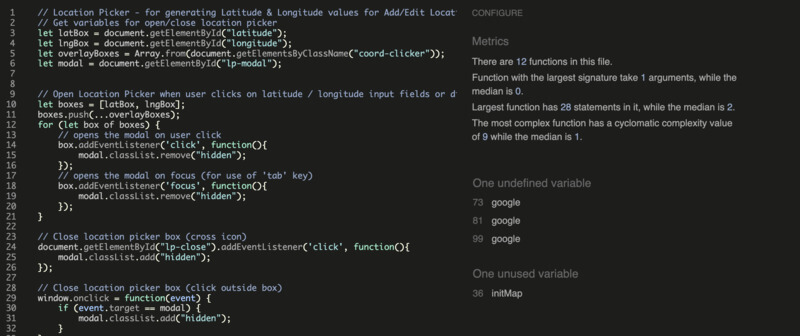 1 // Location Picker - for generating Latitude & Longitude values for Add/Edit Locat
2 // Get variables for open/close location picker
3 let latBox = document.getElementById("latitude");
4 let lngBox = document.getElementById("longitude");
5 let overlayBoxes = Array.from(document.getElementsByClassName("coord-clicker"));
6 let modal = document.getElementById("lp-modal");
7
8
9 // Open Location Picker when user clicks on latitude / longitude input fields or d
10 let boxes = [latBox, lngBox];
11 boxes.push(...overlayBoxes);
12 for (let box of boxes) {
13 // opens the modal on user click
14 box.addEventListener('click', function(){
15 modal.classList.remove("hidden");
16 });
17 // opens the modal on focus (for use of 'tab' key)
18 box.addEventListener('focus', function(){
19 modal.classList.remove("hidden");
20 });
21 }
22
23 // Close location picker box (cross icon)
24 document.getElementById("lp-close").addEventListener('click', function(){
25 modal.classList.add("hidden");
26 });
27
28 // Close location picker box (click outside box)
29 window.onclick = function(event) {
30 if (event.target == modal) {
31 modal.classList.add("hidden");
32 }
CONFIGURE
Metrics
There are 12 functions in this file.
Function with the largest signature take 1 arguments, while the
median is 0.
Largest function has 28 statements in it, while the median is 2.
The most complex function has a cyclomatic complexity value
of 9 while the median is 1.
One undefined variable
73 google
81 google
99 google
One unused variable
36 initMap